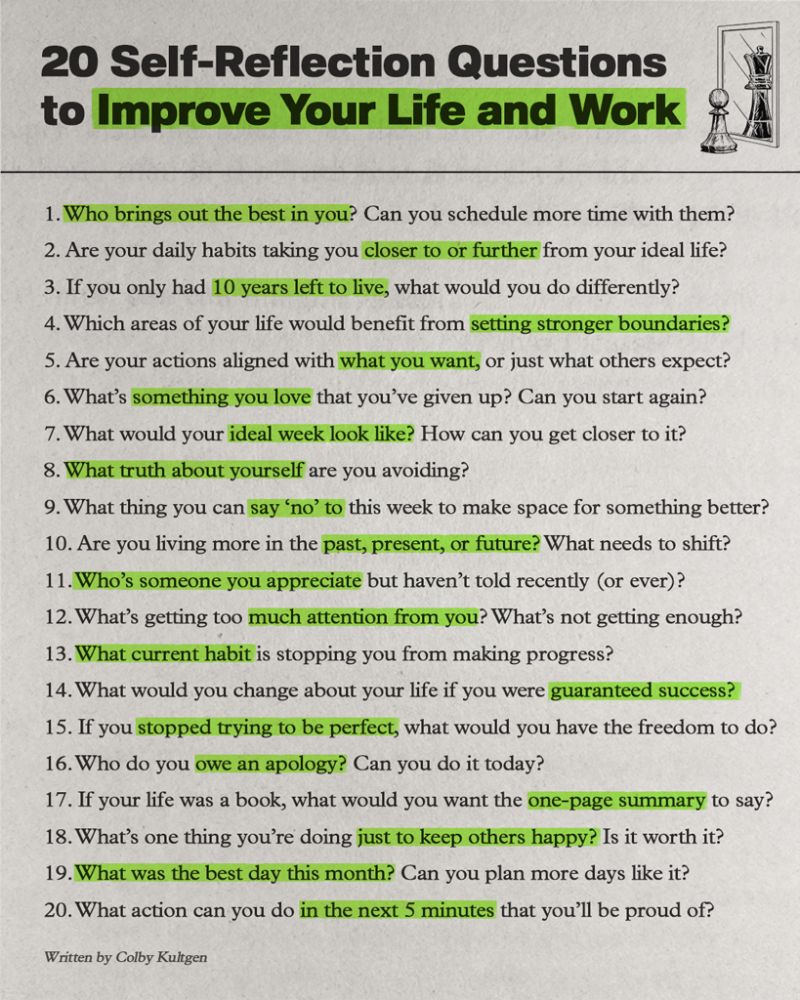 20 Self-Reflection Questions
to Improve Your Life and Work
1. Who brings out the best in you? Can you schedule more time with them?
2. Are your daily habits taking you closer to or further from your ideal life?
3. If you only had 10 years left to live, what would you do differently?
4. Which areas of your life would benefit from setting stronger boundaries?
5. Are your actions aligned with what you want, or just what others expect?
6. What's something you love that you've given up? Can you start again?
7. What would your ideal week look like? How can you get closer to it?
8. What truth about yourself are you avoiding?
9. What thing you can say ‘no’ to this week to make space for something better?
10. Are you living more in the past, present, or future? What needs to shift?
11. Who's someone you appreciate but haven't told recently (or ever)?
12. What's getting too much attention from you? What's not getting enough?
13. What current habit is stopping you from making progress?
14. What would you change about your life if you were guaranteed success?
15. If you stopped trying to be perfect, what would you have the freedom to do?
16. Who do you owe an apology? Can you do it today?
17. If your life was a book, what would you want the one-page summary to say?
18. What's one thing you're doing just to keep others happy? Is it worth it?
19. What was the best day this month? Can you plan more days like it?
20. What action can you do in the next 5 minutes that you'll be proud of?
Written by Colby Kultgen